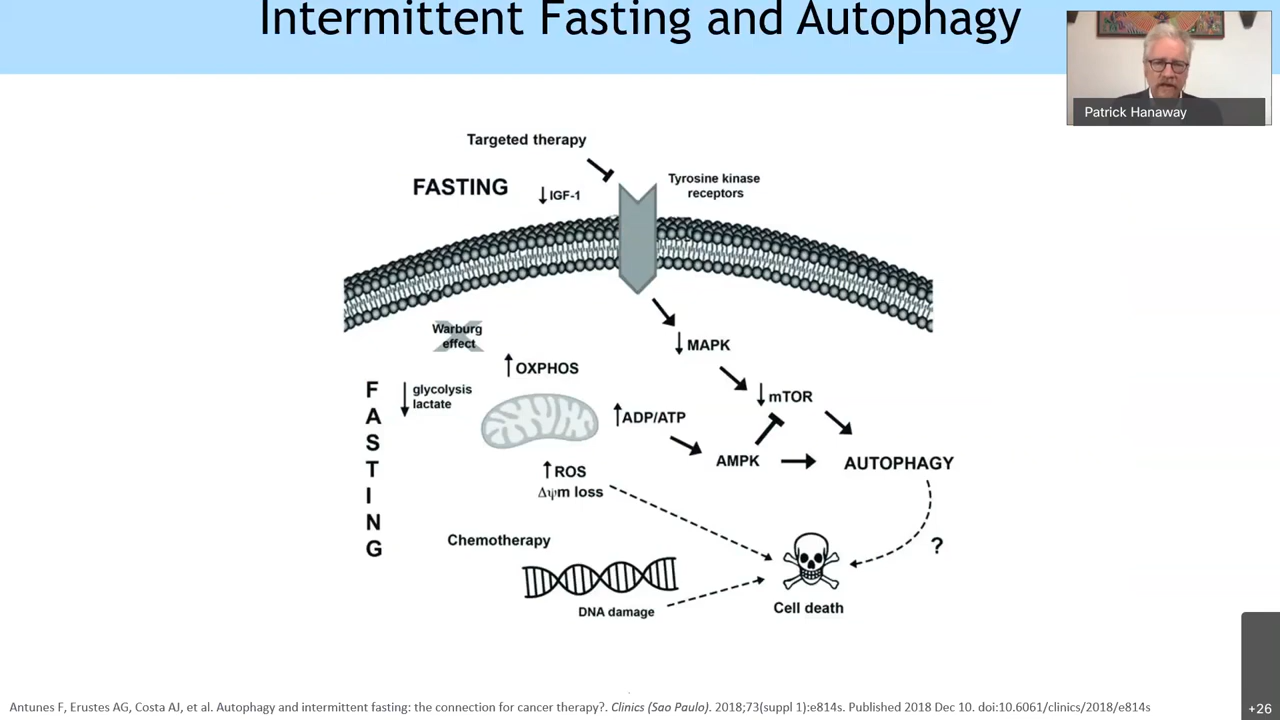 Intermittent Fasting and Autophagy
Patrick Hanaway
Targeted therapy
FASTING
↓IGF-1
Tyrosine kinase
receptors
Warburg
effect
↑OXPHOS
↓MAPK
F
A
S
T
I
N
G
↓ glycolysis
lactate
↑ADP/ATP
↓mTOR
AMPK
AUTOPHAGY
↑ROS
Δψm loss
?
Chemotherapy
DNA damage
Cell death
Antunes F, Erustes AG, Costa AJ, et al. Autophagy and intermittent fasting: the connection for cancer therapy?. Clinics (Sao Paulo). 2018;73(suppl 1):e814s. Published 2018 Dec 10. doi:10.6061/clinics/2018/e814s
+26